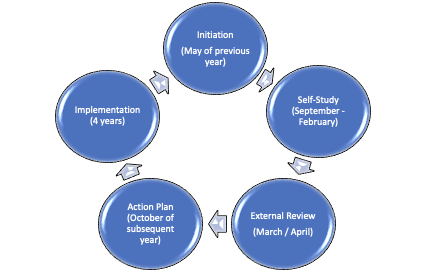 Initiation
(May of previous
year)
Self-Study
(September -
February)
External Review
(March / April)
Action Plan
(October of
subsequent
year)
Implementation
(4 years)